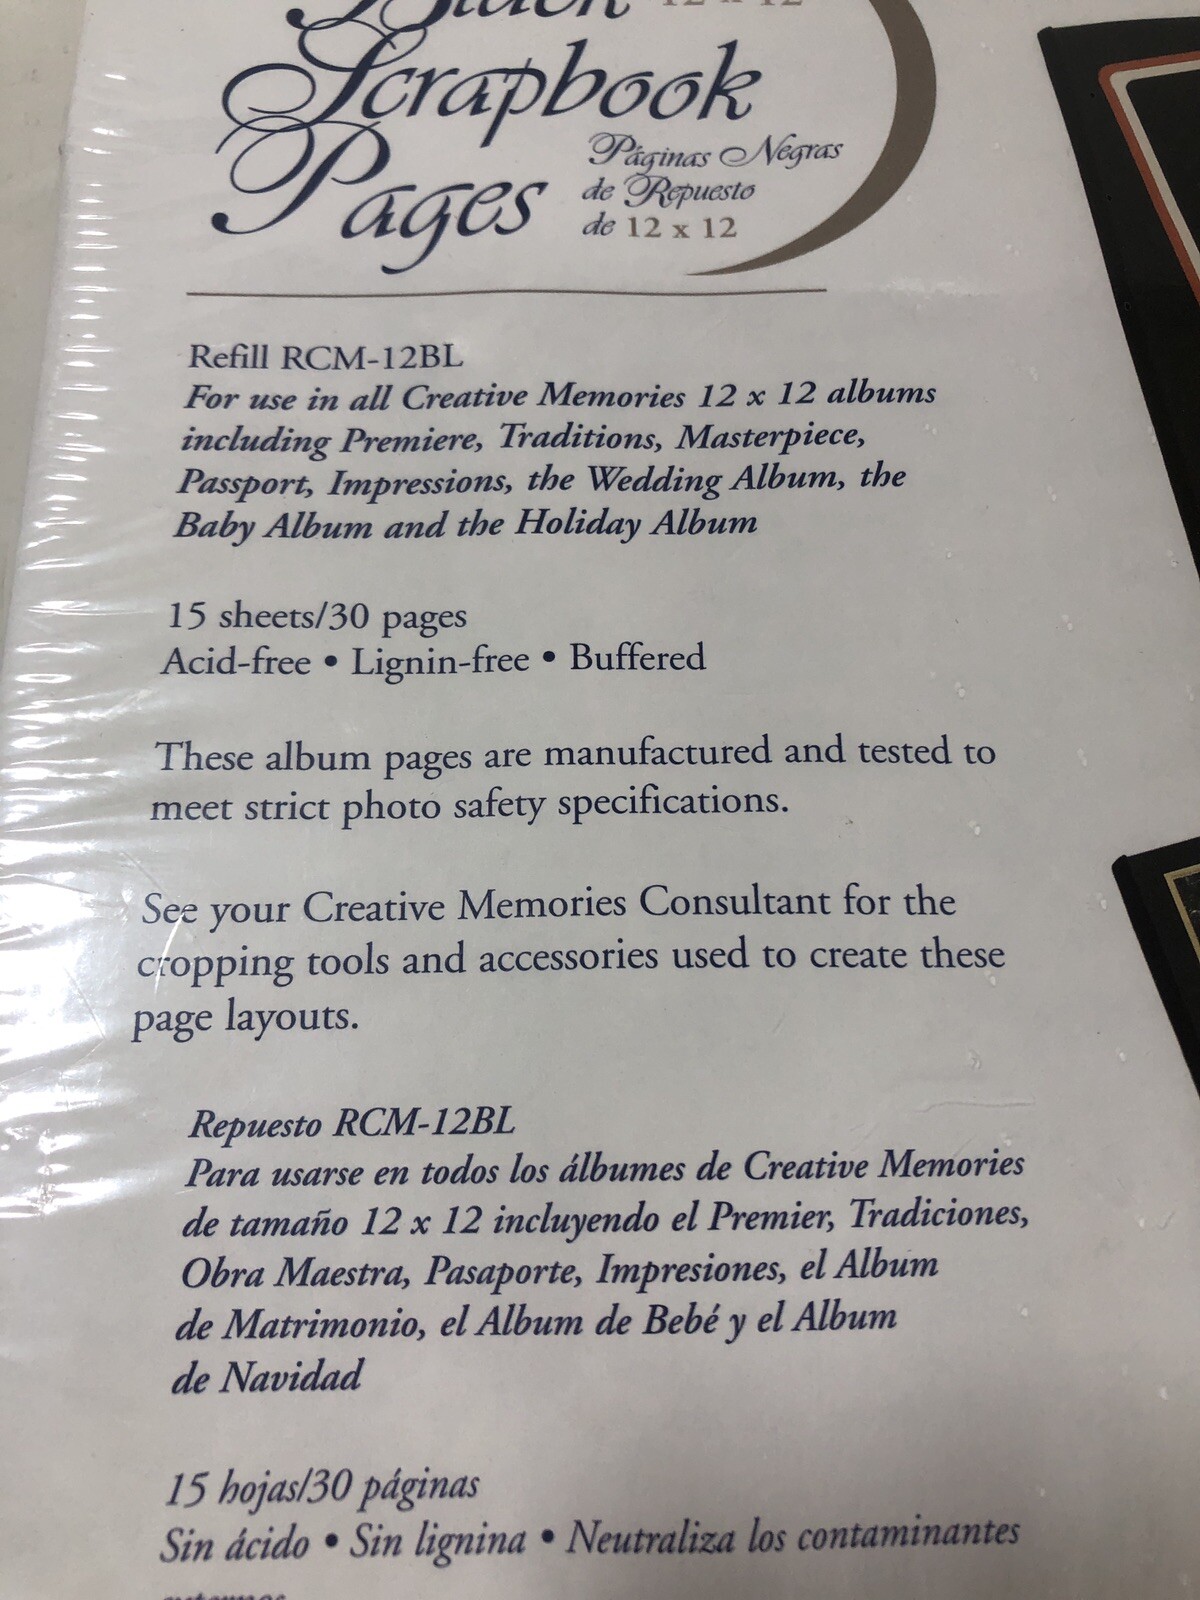 Black 12 x 12
Scrapbook
Pages
Páginas Negras
de Repuesto
de 12 x 12
Refill RCM-12BL
For use in all Creative Memories 12 x 12 albums
including Premiere, Traditions, Masterpiece,
Passport, Impressions, the Wedding Album, the
Baby Album and the Holiday Album
15 sheets/30 pages
Acid-free • Lignin-free • Buffered
These album pages are manufactured and tested to
meet strict photo safety specifications.
See your Creative Memories Consultant for the
cropping tools and accessories used to create these
page layouts.
Repuesto RCM-12BL
Para usarse en todos los álbumes de Creative Memories
de tamaño 12 x 12 incluyendo el Premier, Tradiciones,
Obra Maestra, Pasaporte, Impresiones, el Album
de Matrimonio, el Album de Bebé y el Album
de Navidad
15 hojas/30 páginas
Sin ácido • Sin lignina • Neutraliza los contaminantes